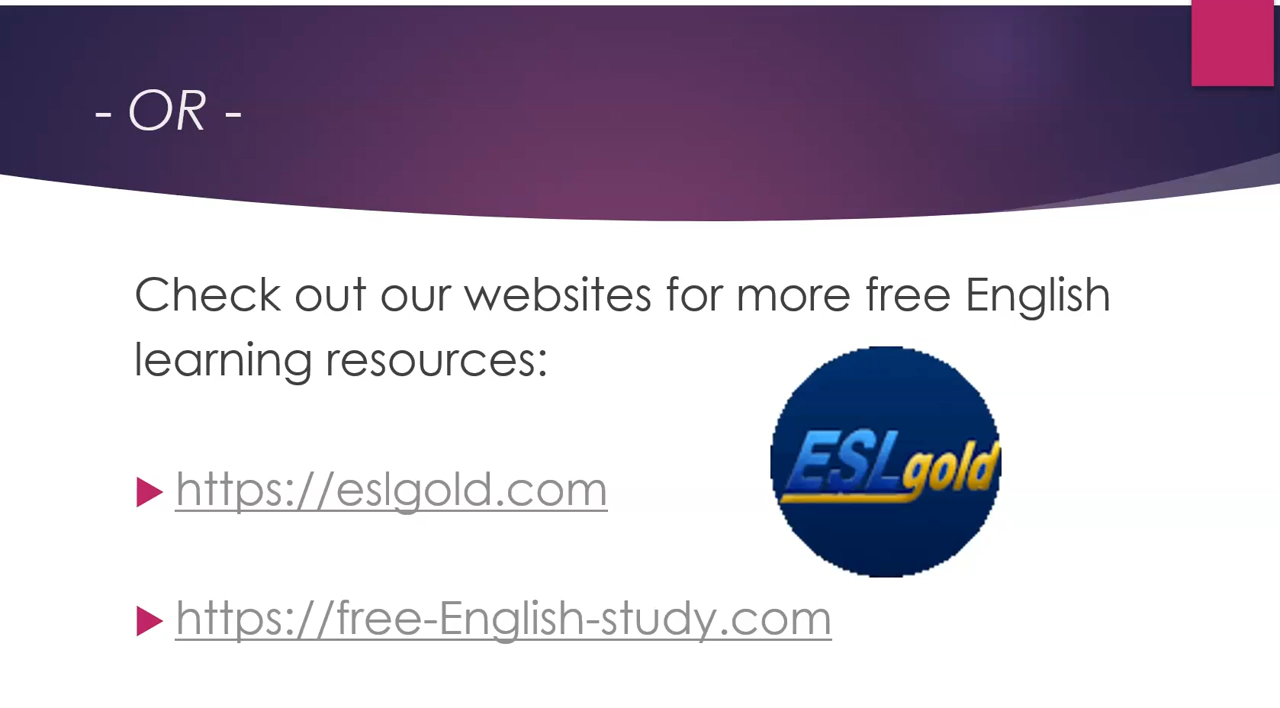 - OR -
Check out our websites for more free English
learning resources:
ESLgold
https://eslgold.com
https://free-English-study.com